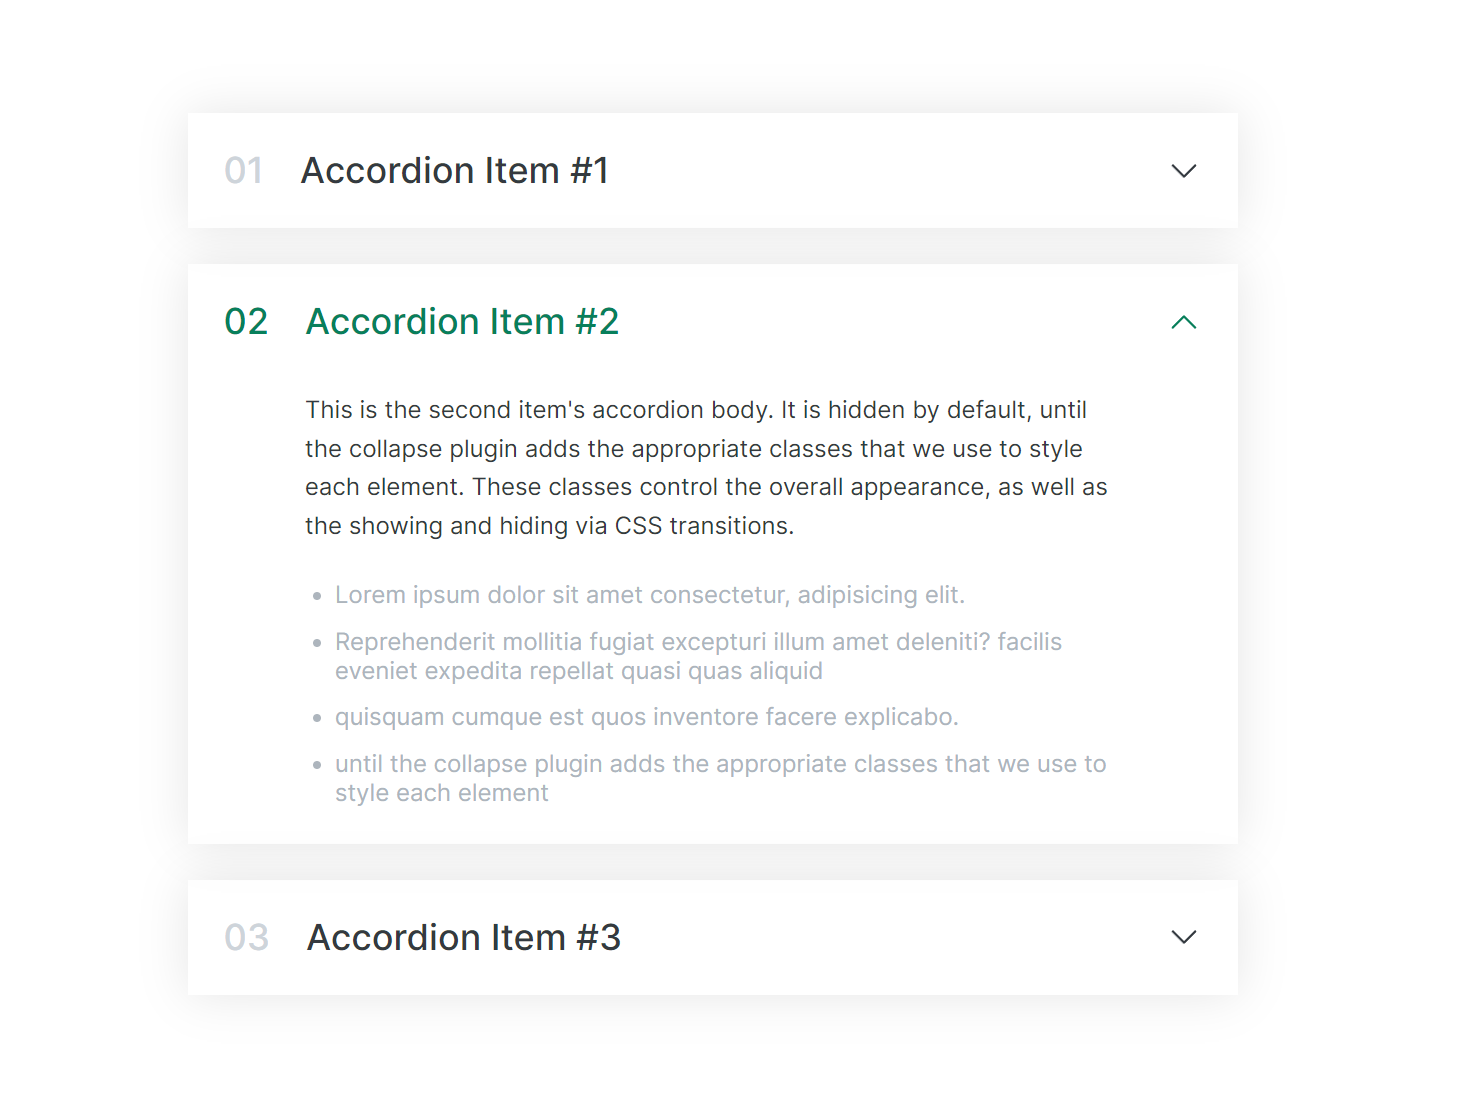 01 Accordion Item #1
02 Accordion Item #2
This is the second item's accordion body. It is hidden by default, until
the collapse plugin adds the appropriate classes that we use to style
each element. These classes control the overall appearance, as well as
the showing and hiding via CSS transitions.
• Lorem ipsum dolor sit amet consectetur, adipisicing elit.
• Reprehenderit mollitia fugiat excepturi illum amet deleniti? facilis
eveniet expedita repellat quasi quas aliquid
• quisquam cumque est quos inventore facere explicabo.
• until the collapse plugin adds the appropriate classes that we use to
style each element
03 Accordion Item #3